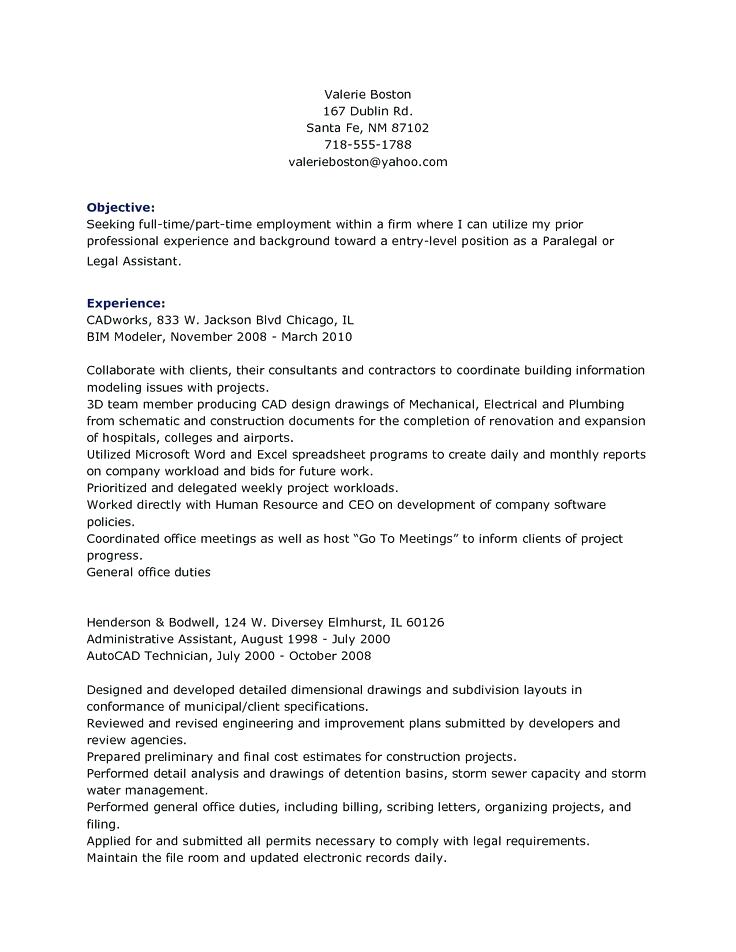 Valerie Boston
167 Dublin Rd.
Santa Fe, NM 87102
718-555-1788
valerieboston@yahoo.com
Objective:
Seeking full-time/part-time employment within a firm where I can utilize my prior
professional experience and background toward a entry-level position as a Paralegal or
Legal Assistant.
Experience:
CADworks, 833 W. Jackson Blvd Chicago, IL
BIM Modeler, November 2008 - March 2010
Collaborate with clients, their consultants and contractors to coordinate building information
modeling issues with projects.
3D team member producing CAD design drawings of Mechanical, Electrical and Plumbing
from schematic and construction documents for the completion of renovation and expansion
of hospitals, colleges and airports.
Utilized Microsoft Word and Excel spreadsheet programs to create daily and monthly reports
on company workload and bids for future work.
Prioritized and delegated weekly project workloads.
Worked directly with Human Resource and CEO on development of company software
policies.
Coordinated office meetings as well as host “Go To Meetings” to inform clients of project
progress.
General office duties
Henderson & Bodwell, 124 W. Diversey Elmhurst, IL 60126
Administrative Assistant, August 1998 - July 2000
AutoCAD Technician, July 2000 - October 2008
Designed and developed detailed dimensional drawings and subdivision layouts in
conformance of municipal/client specifications.
Reviewed and revised engineering and improvement plans submitted by developers and
review agencies.
Prepared preliminary and final cost estimates for construction projects.
Performed detail analysis and drawings of detention basins, storm sewer capacity and storm
water management.
Performed general office duties, including billing, scribing letters, organizing projects, and
filing.
Applied for and submitted all permits necessary to comply with legal requirements.
Maintain the file room and updated electronic records daily.